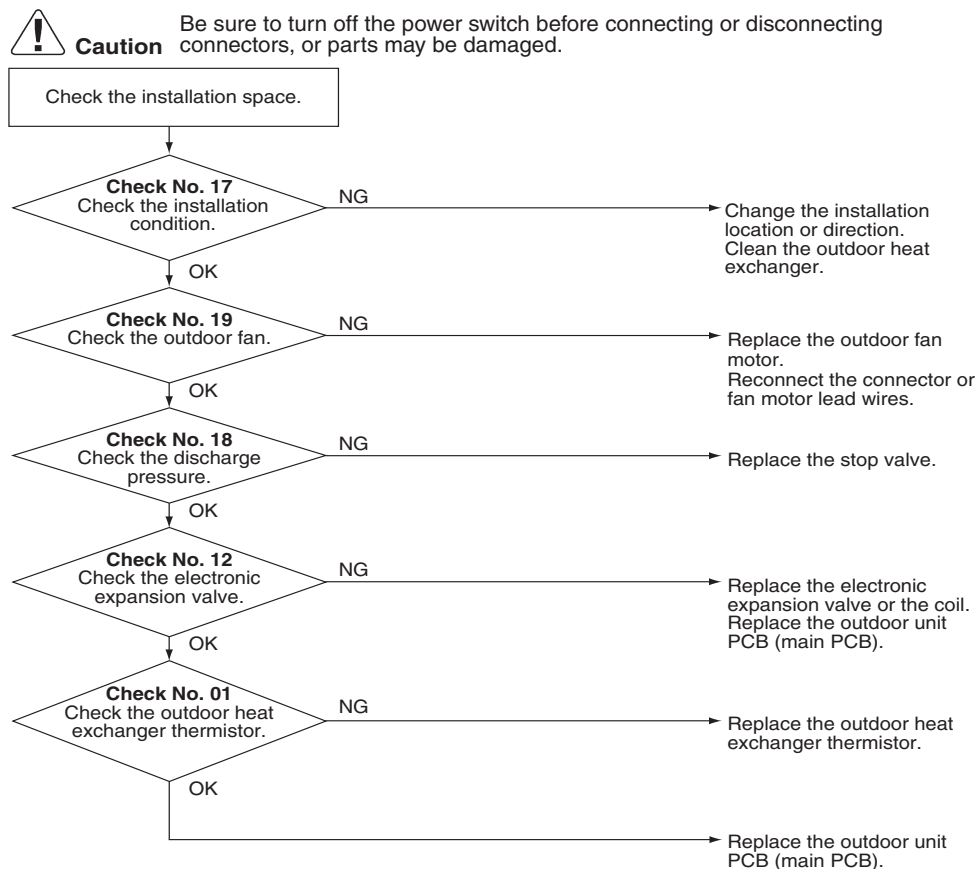 Be sure to turn off the power switch before connecting or disconnecting
Caution connectors, or parts may be damaged.
Check the installation space.
Check No. 17
Check the installation
condition.
NG
Change the installation
location or direction.
Clean the outdoor heat
exchanger.
OK
Check No. 19
Check the outdoor fan.
NG
Replace the outdoor fan
motor.
Reconnect the connector or
fan motor lead wires.
OK
Check No. 18
Check the discharge
pressure.
NG
Replace the stop valve.
OK
Check No. 12
Check the electronic
expansion valve.
NG
Replace the electronic
expansion valve or the coil.
Replace the outdoor unit
PCB (main PCB).
OK
Check No. 01
Check the outdoor heat
exchanger thermistor.
NG
Replace the outdoor heat
exchanger thermistor.
OK
Replace the outdoor unit
PCB (main PCB).